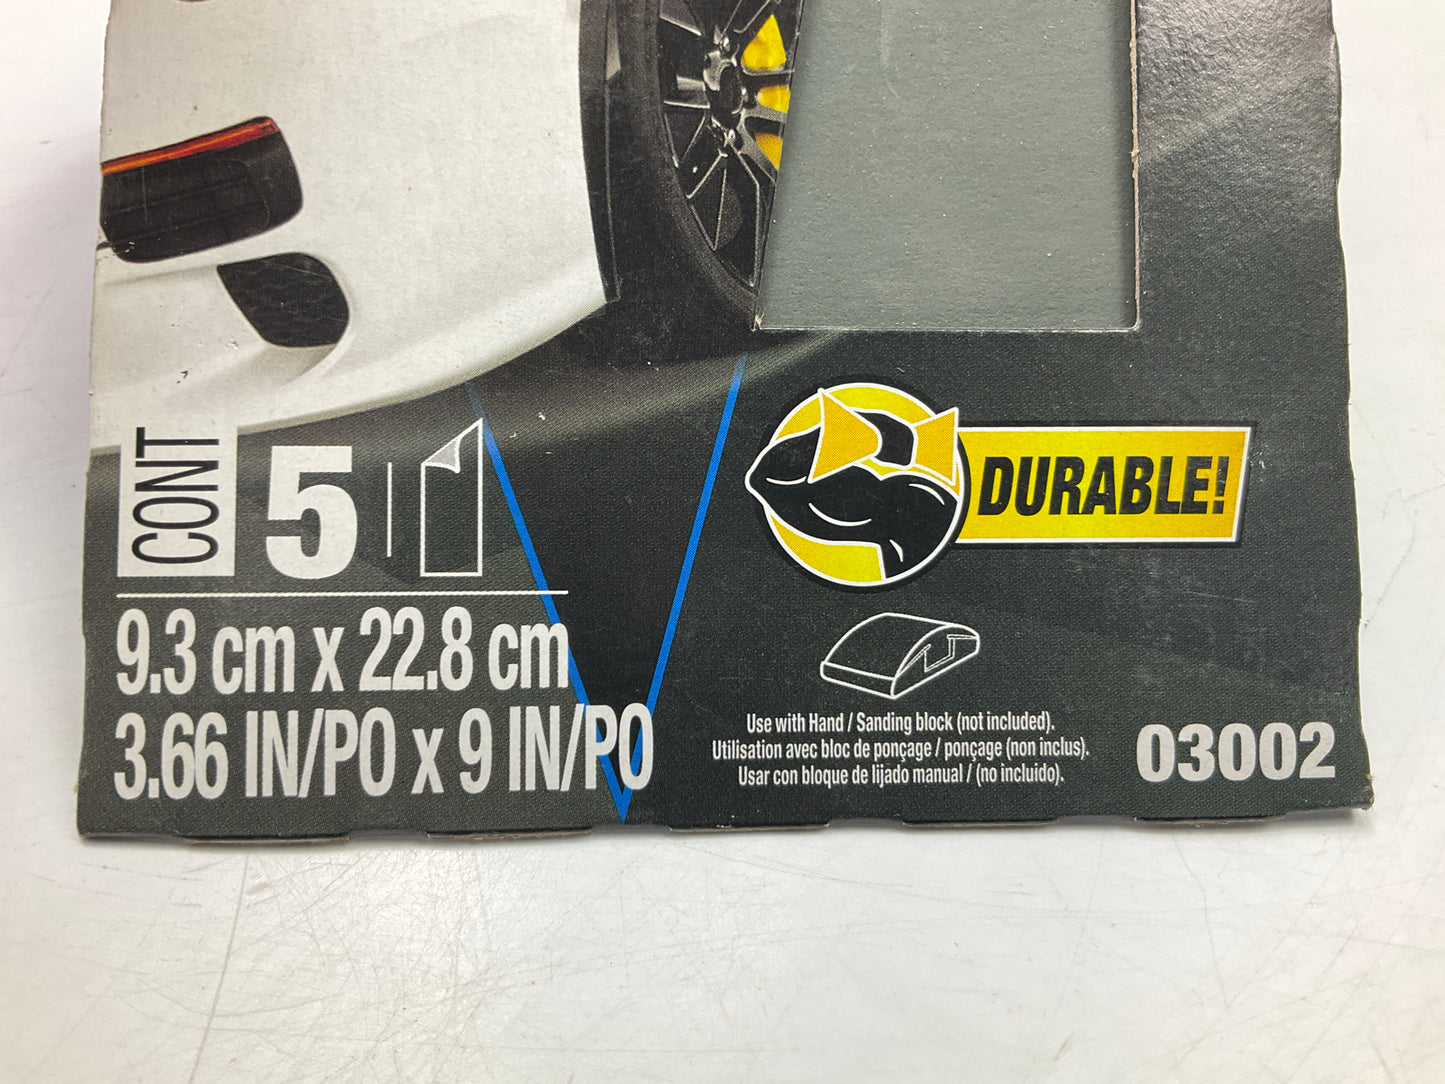 CONT
5
9.3 cm x 22.8 cm
3.66 IN/PO x 9 IN/PO
DURABLE!
Use with Hand / Sanding block (not included).
Utilisation avec bloc de ponçage / ponçage (non inclus).
Usar con bloque de lijado manual / (no incluido).
03002